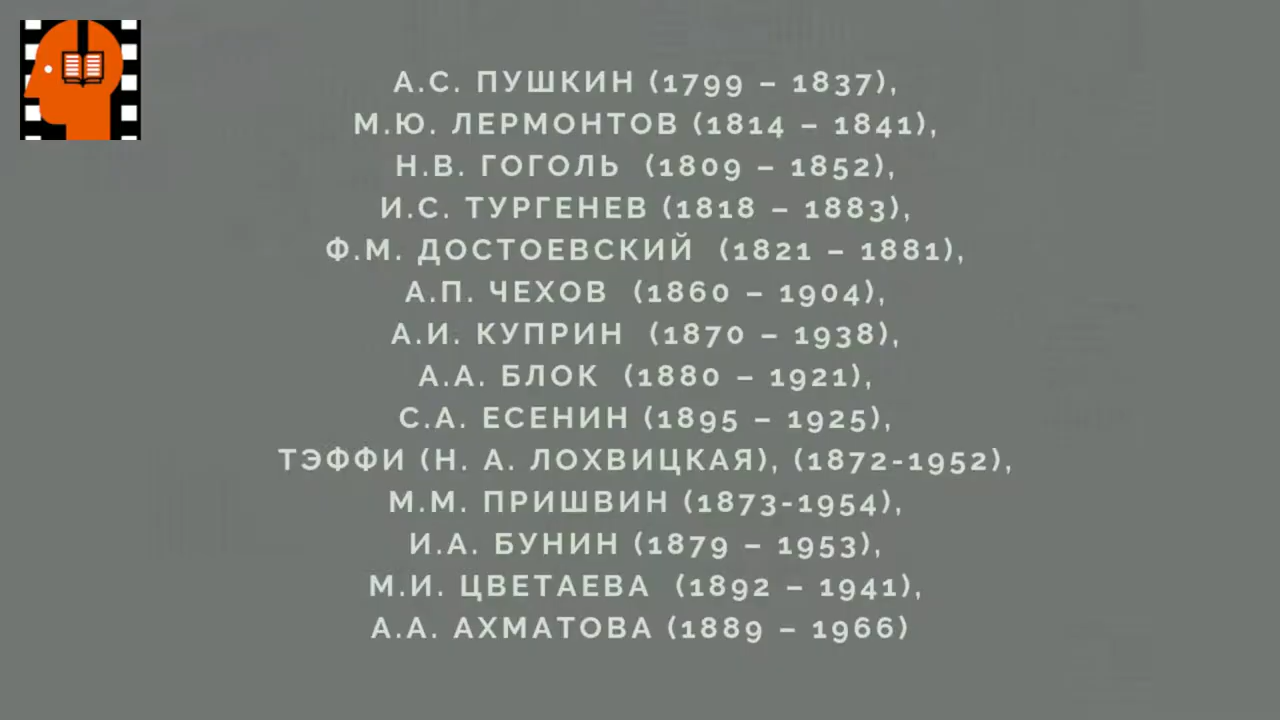 А.С. ПУШКИН (1799 – 1837),
М.Ю. ЛЕРМОНТОВ (1814 – 1841),
Н.В. ГОГОЛЬ (1809 – 1852),
И.С. ТУРГЕНЕВ (1818 – 1883),
Ф.М. ДОСТОЕВСКИЙ (1821 – 1881),
А.П. ЧЕХОВ (1860 – 1904),
А.И. КУПРИН (1870 – 1938),
А.А. БЛОК (1880 – 1921),
С.А. ЕСЕНИН (1895 – 1925),
ТЭФФИ (Н. А. ЛОХВИЦКАЯ), (1872-1952),
М.М. ПРИШВИН (1873-1954),
И.А. БУНИН (1879 – 1953),
М.И. ЦВЕТАЕВА (1892 – 1941),
А.А. АХМАТОВА (1889 – 1966)